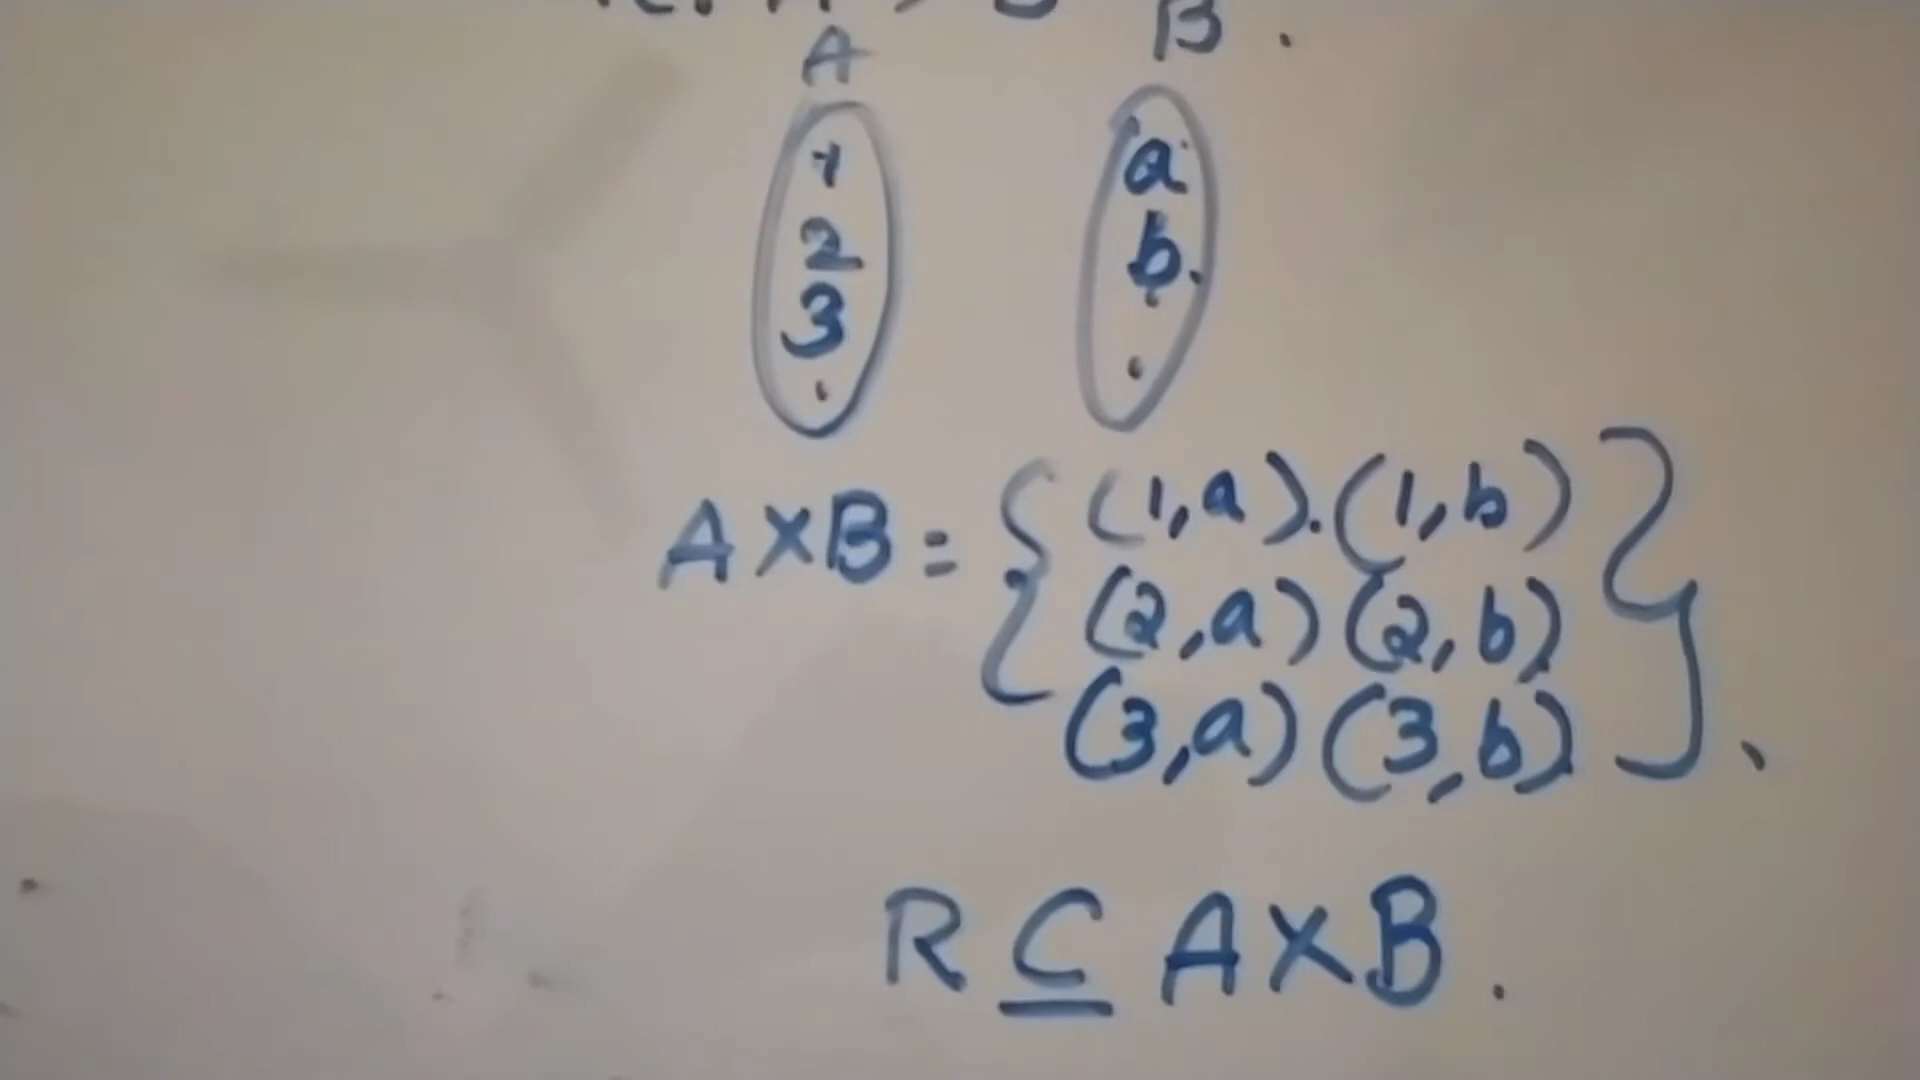 A B .
1 a
2 b.
3 .
. .
A×B = {(1,a).(1,b)
(2,a)(2,b)
(3,a)(3,b)}.
R ⊆ A×B.